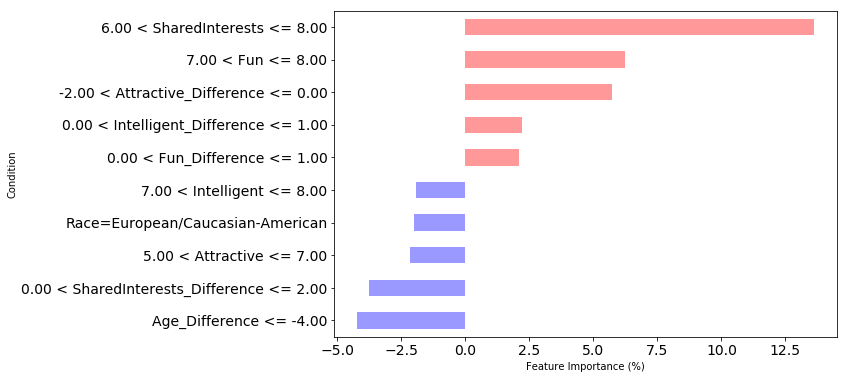 6.00 < SharedInterests <= 8.00
7.00 < Fun <= 8.00
-2.00 < Attractive_Difference <= 0.00
0.00 < Intelligent_Difference <= 1.00
0.00 < Fun_Difference <= 1.00
7.00 < Intelligent <= 8.00
Race=European/Caucasian-American
5.00 < Attractive <= 7.00
0.00 < SharedInterests_Difference <= 2.00
Age_Difference <= -4.00
Condition
−5.0 −2.5 0.0 2.5 5.0 7.5 10.0 12.5
Feature Importance (%)